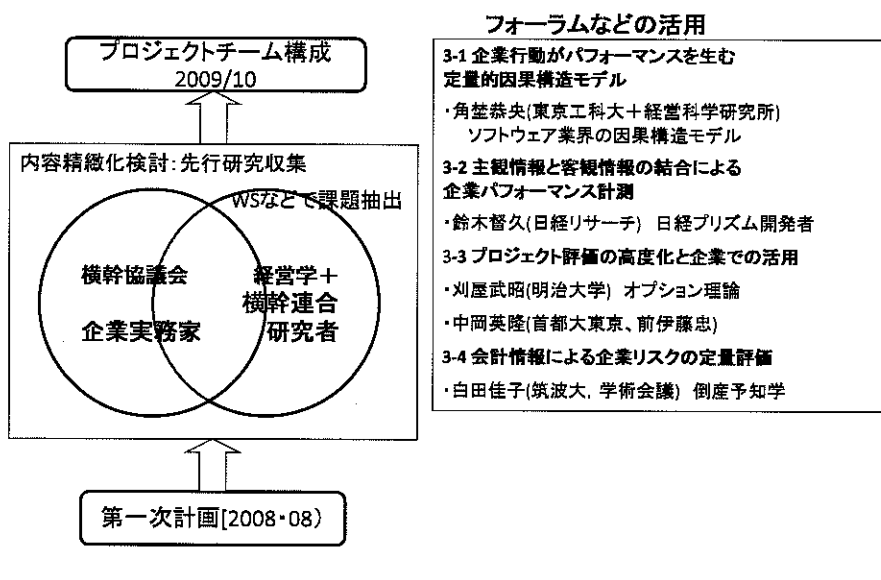 プロジェクトチーム構成
2009/10
内容精緻化検討:先行研究収集
WSなどで課題抽出
横幹協議会
企業実務家
経営学+
横幹連合
研究者
第一次計画[2008・08)
フォーラムなどの活用
3-1 企業行動がパフォーマンスを生む
定量的因果構造モデル
・角埜恭央(東京工科大+経営科学研究所)
ソフトウェア業界の因果構造モデル
3-2 主観情報と客観情報の結合による
企業パフォーマンス計測
・鈴木督久(日経リサーチ) 日経プリズム開発者
3-3 プロジェクト評価の高度化と企業での活用
・刈屋武昭(明治大学) オプション理論
・中岡英隆(首都大東京、前伊藤忠)
3-4 会計情報による企業リスクの定量評価
・白田佳子(筑波大, 学術会議) 倒産予知学